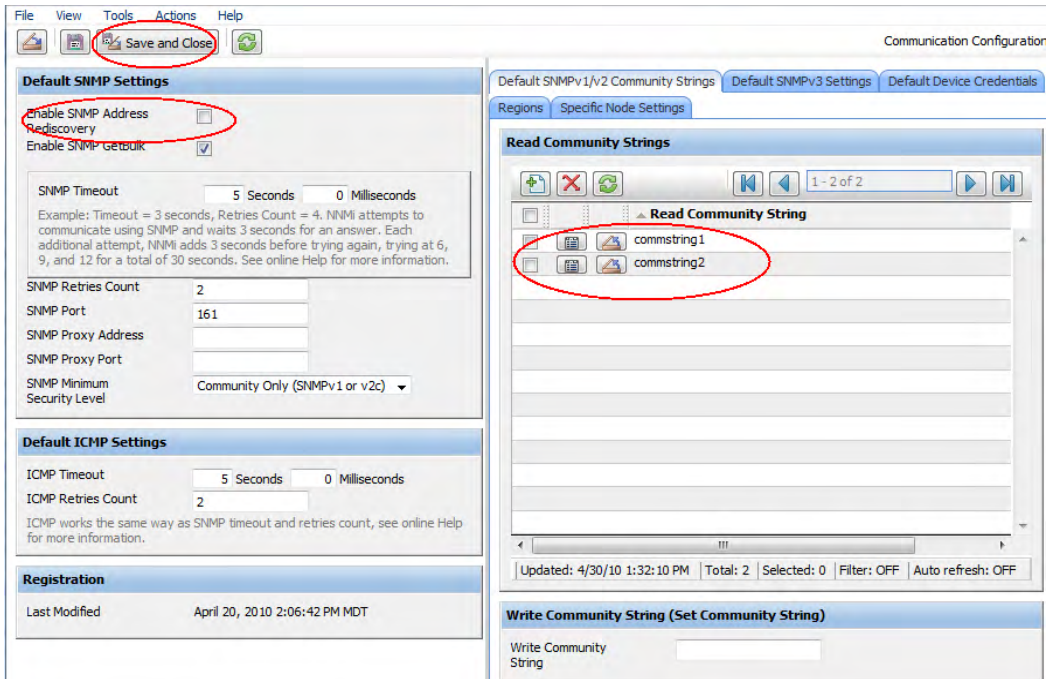 File View Tools Actions Help
Save and Close
Communication Configuration
Default SNMP Settings
Enable SNMP Address
Rediscovery
Enable SNMP GetBulk
SNMP Timeout 5 Seconds 0 Milliseconds
Example: Timeout = 3 seconds, Retries Count = 4. NNMi attempts to
communicate using SNMP and waits 3 seconds for an answer. Each
additional attempt, NNMi adds 3 seconds before trying again, trying at 6,
9, and 12 for a total of 30 seconds. See online Help for more information.
SNMP Retries Count 2
SNMP Port 161
SNMP Proxy Address
SNMP Proxy Port
SNMP Minimum
Security Level
Community Only (SNMPv1 or v2c)
Default ICMP Settings
ICMP Timeout 5 Seconds 0 Milliseconds
ICMP Retries Count 2
ICMP works the same way as SNMP timeout and retries count, see online Help
for more information.
Registration
Last Modified April 20, 2010 2:06:42 PM MDT
Default SNMPv1/v2 Community Strings Default SNMPv3 Settings Default Device Credentials
Regions Specific Node Settings
Read Community Strings
1 - 2 of 2
Read Community String
commstring1
commstring2
Updated: 4/30/10 1:32:10 PM Total: 2 Selected: 0 Filter: OFF Auto refresh: OFF
Write Community String (Set Community String)
Write Community
String